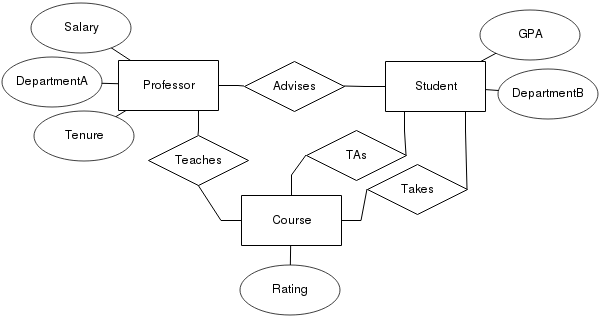 Salary
GPA
DepartmentA
Professor
Advises
Student
DepartmentB
Tenure
Teaches
TAs
Takes
Course
Rating